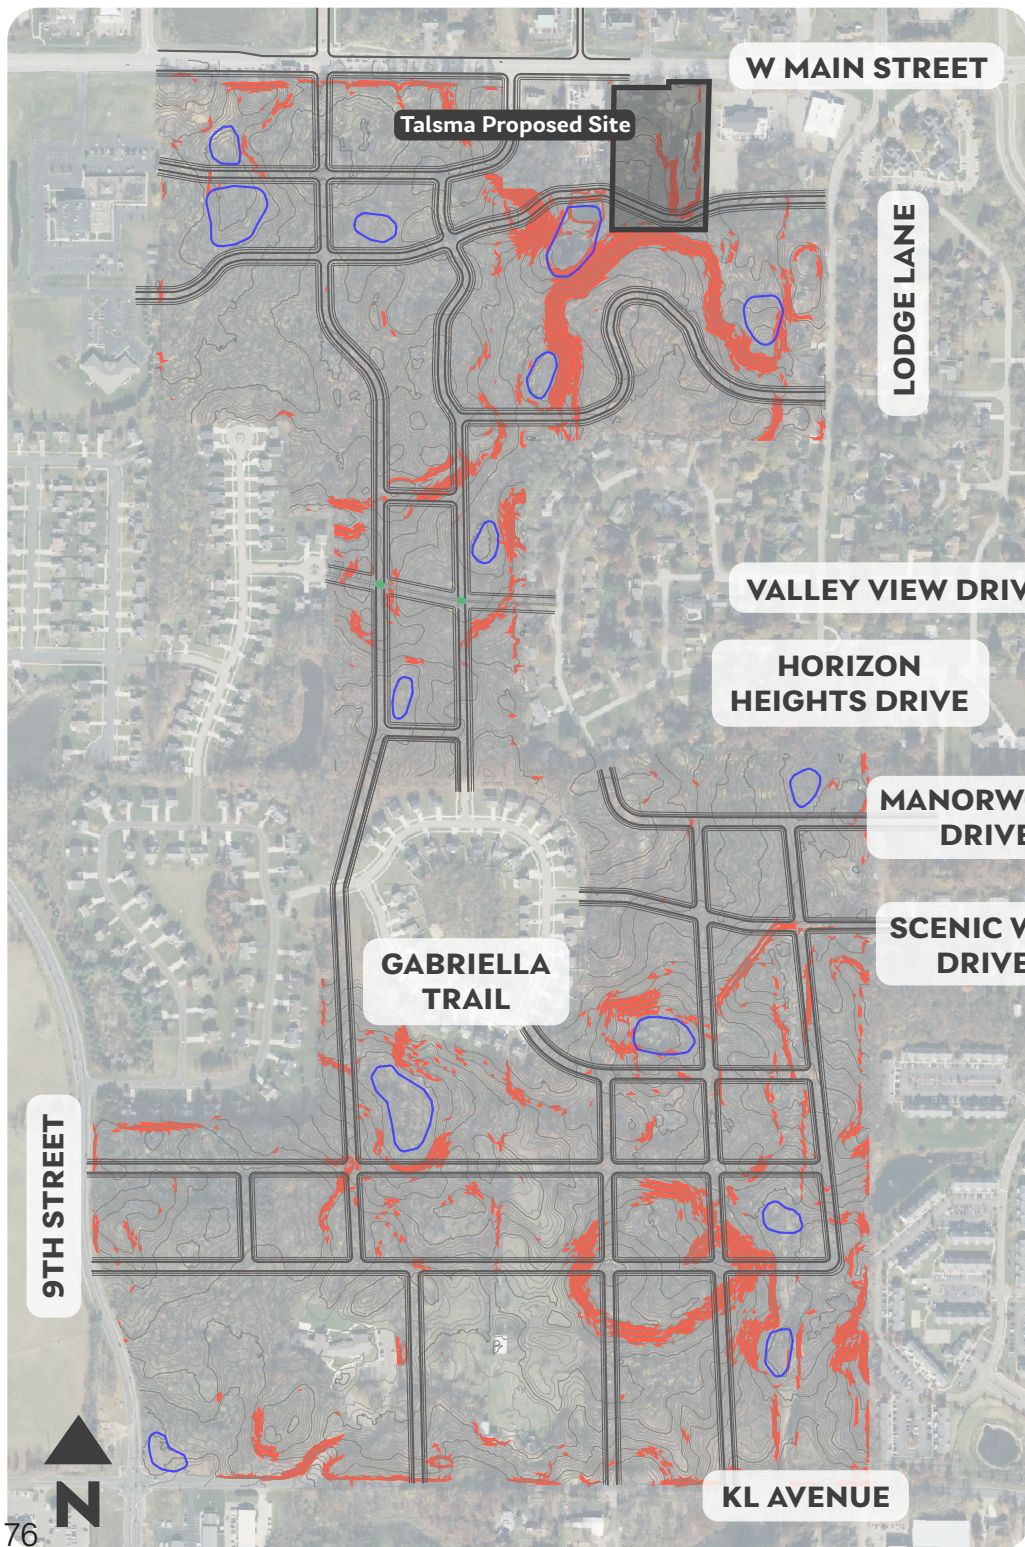 W MAIN STREET
Talsma Proposed Site
LODGE LANE
VALLEY VIEW DRIV
HORIZON
HEIGHTS DRIVE
MANORW
DRIVE
SCENIC W
DRIVE
GABRIELLA
TRAIL
9TH STREET
KL AVENUE
N
76